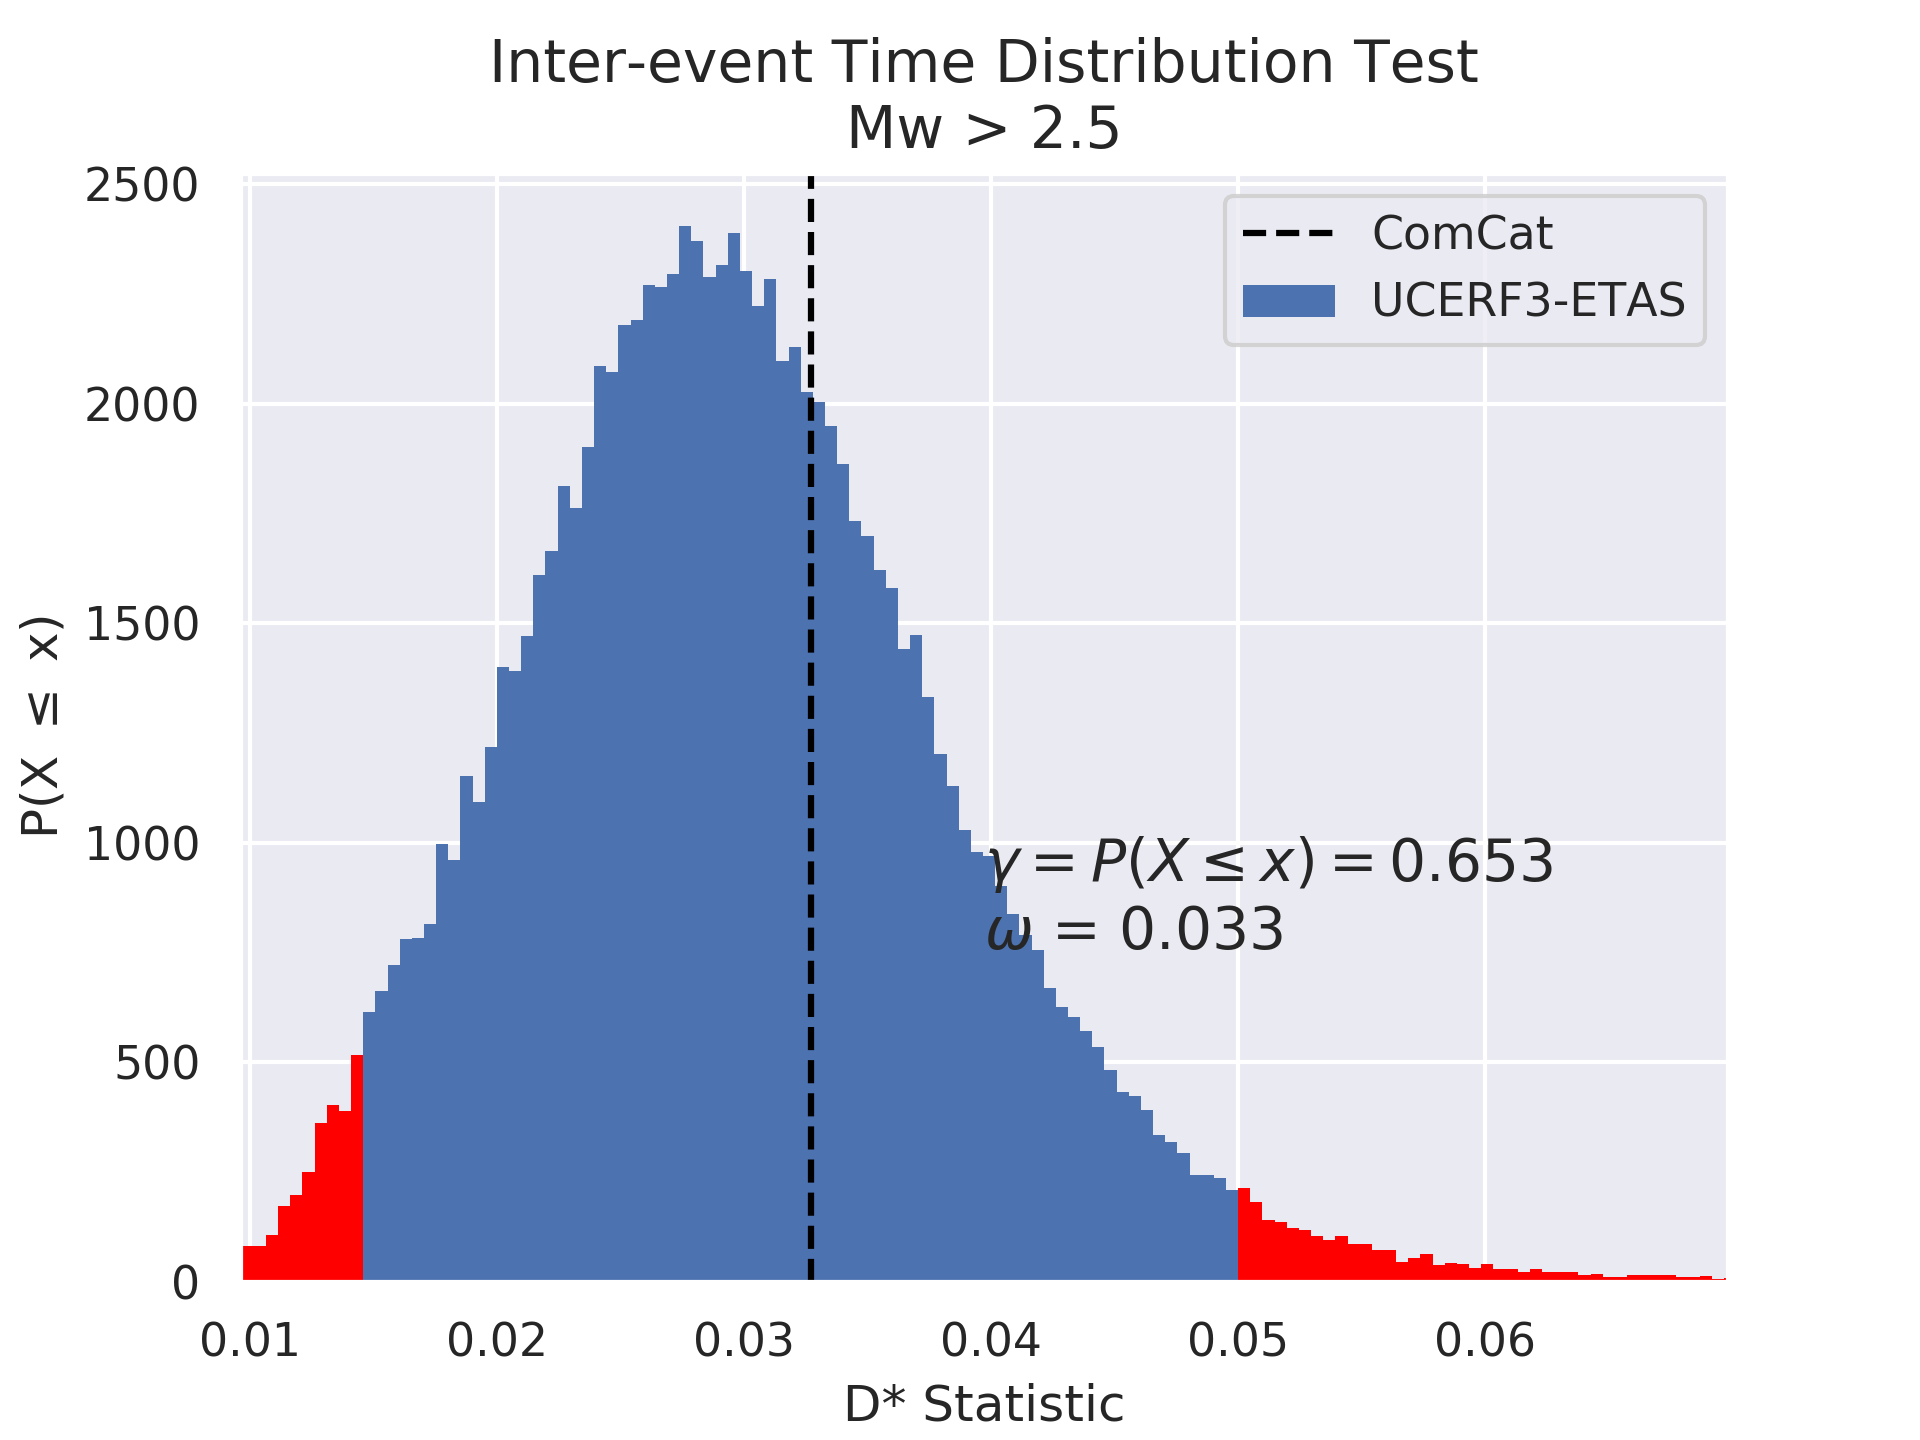 Inter-event Time Distribution Test
Mw > 2.5
ComCat
UCERF3-ETAS
P(X ≤ x)
2500
2000
1500
1000
500
0
γ = P(X ≤ x) = 0.653
ω = 0.033
0.01 0.02 0.03 0.04 0.05 0.06
D* Statistic